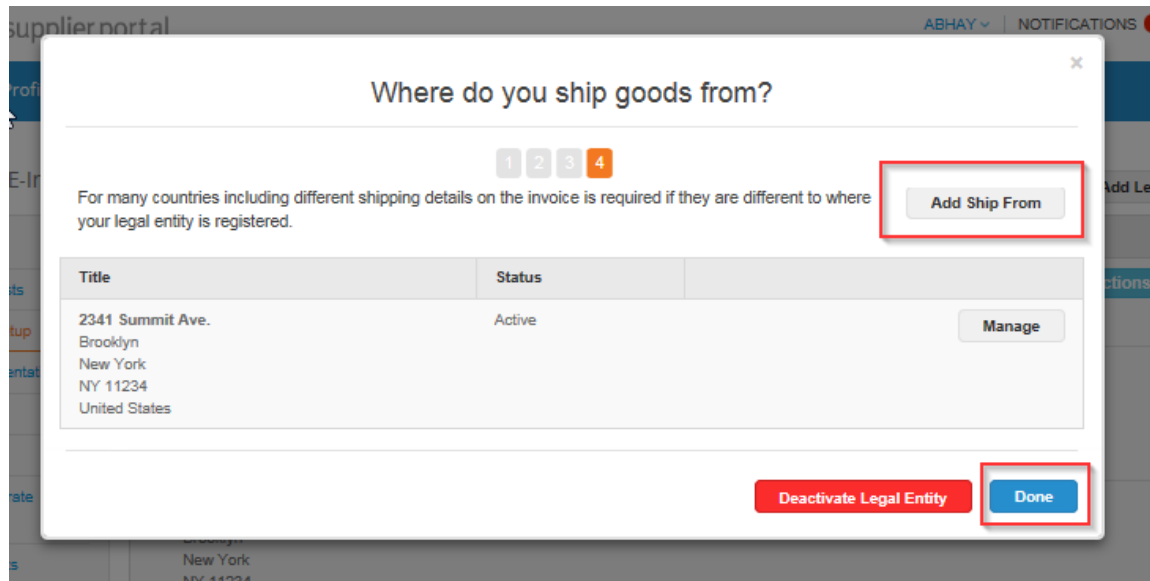 supplier portal
ABHAY
NOTIFICATIONS
Where do you ship goods from?
1 2 3 4
For many countries including different shipping details on the invoice is required if they are different to where
your legal entity is registered.
Add Ship From
Title Status
2341 Summit Ave. Active Manage
Brooklyn
New York
NY 11234
United States
Deactivate Legal Entity Done
New York
NY 11234